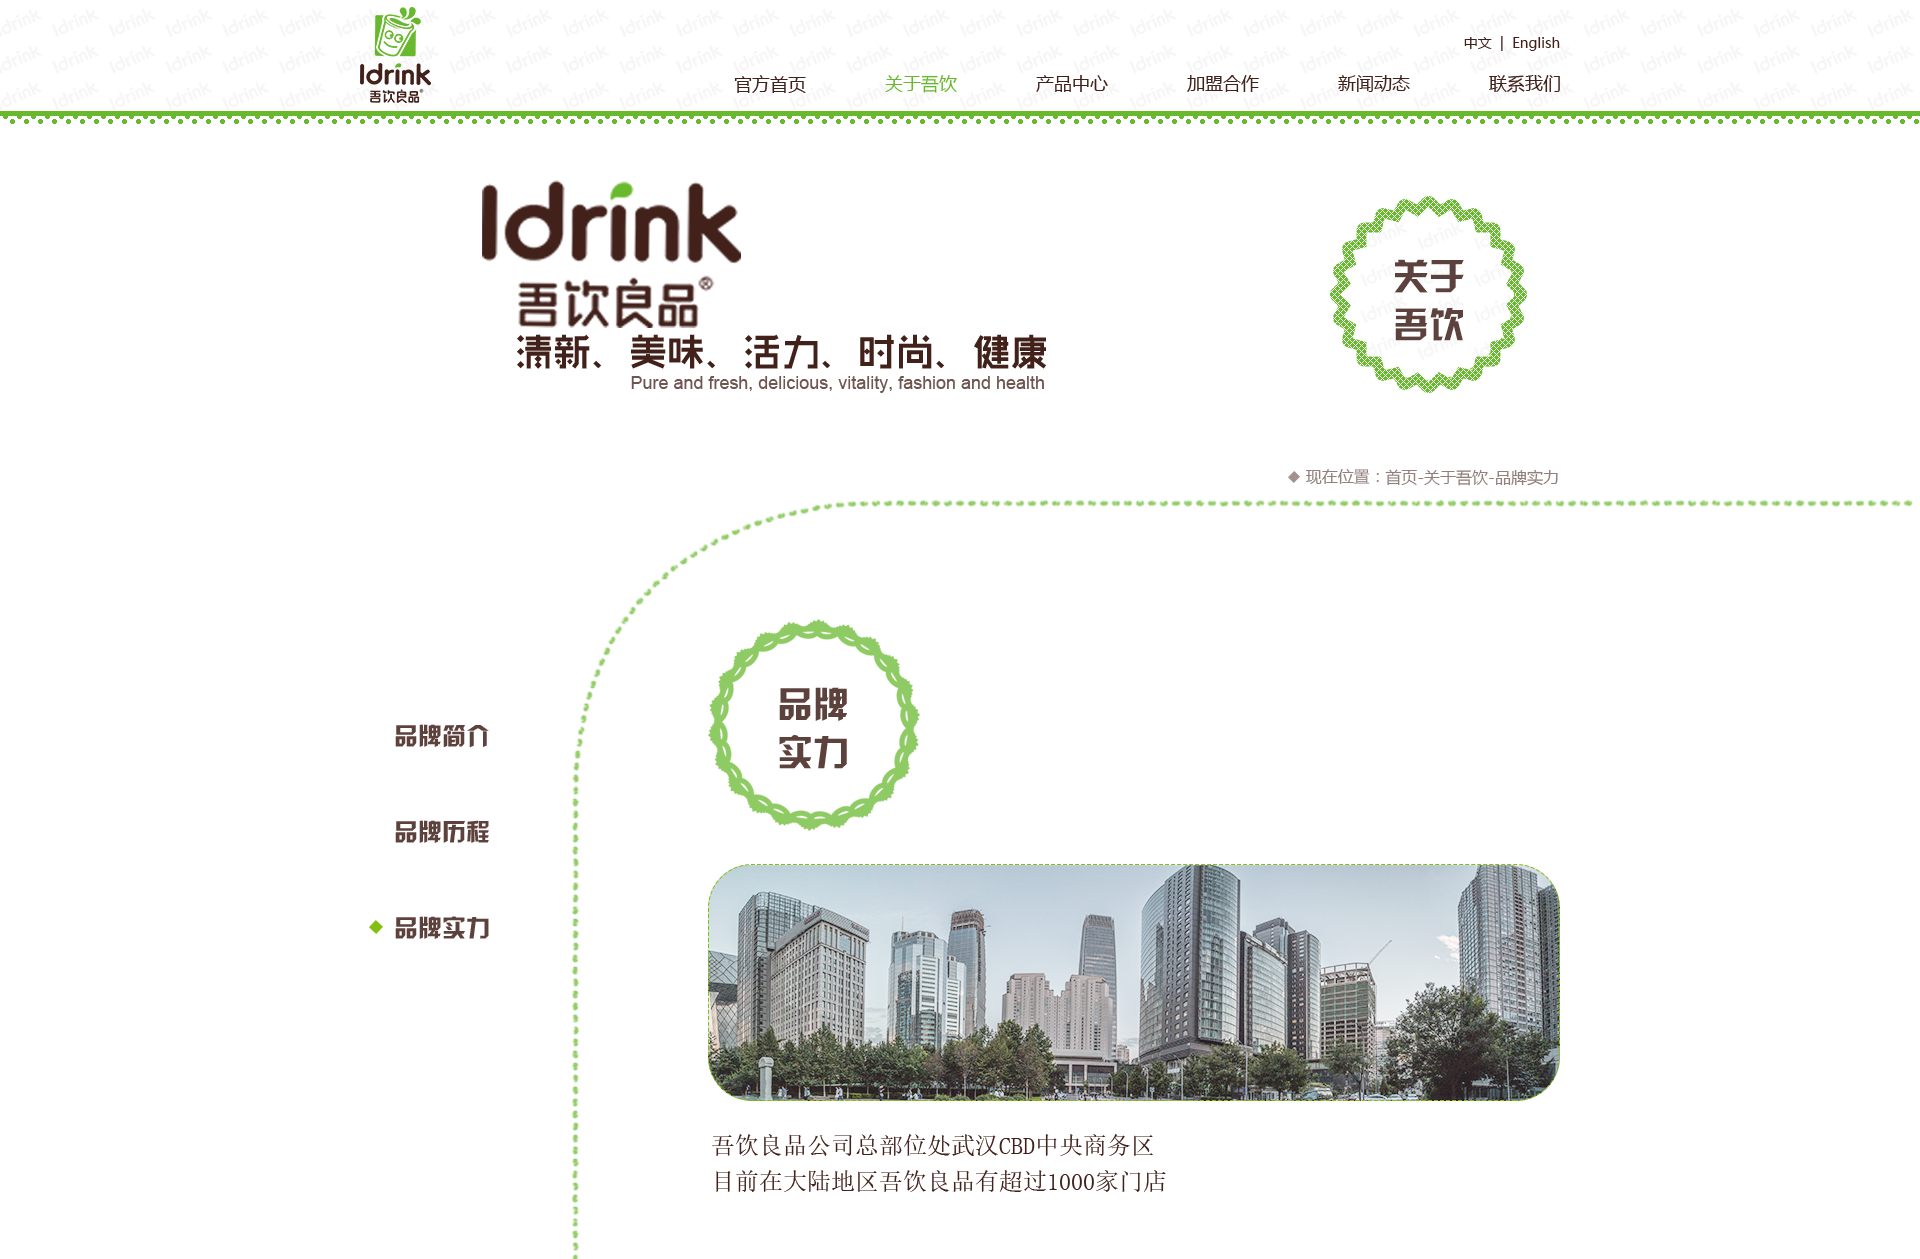 Idrink
吾饮良品
中文 | English
官方首页 关于吾饮 产品中心 加盟合作 新闻动态 联系我们
Idrink
吾饮良品®
清新、美味、活力、时尚、健康
Pure and fresh, delicious, vitality, fashion and health
关于
吾饮
现在位置：首页-关于吾饮-品牌实力
品牌
实力
品牌简介
品牌历程
品牌实力
吾饮良品公司总部位处武汉CBD中央商务区
目前在大陆地区吾饮良品有超过1000家门店